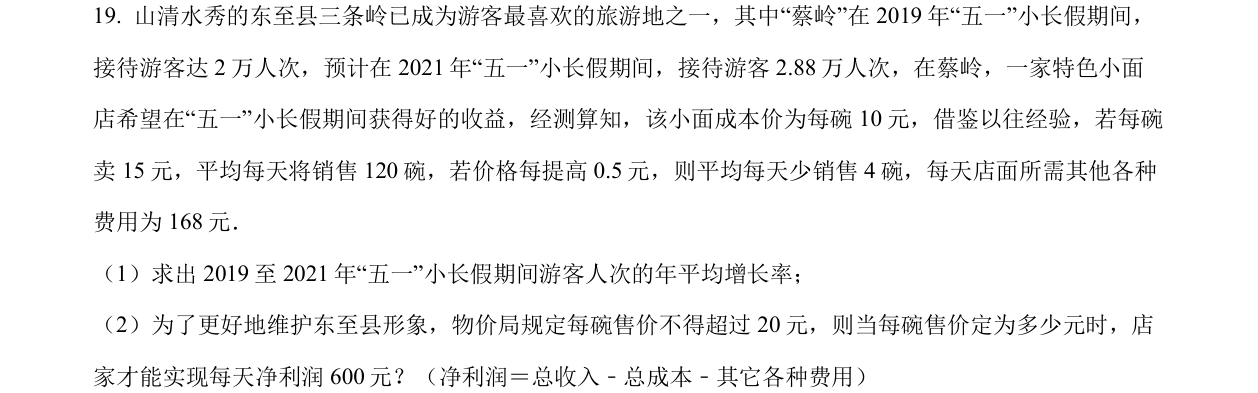 19. 山清水秀的东至县三条岭已成为游客最喜欢的旅游地之一，其中“蔡岭”在 2019 年“五一”小长假期间，
接待游客达 2 万人次，预计在 2021 年“五一”小长假期间，接待游客 2.88 万人次，在蔡岭，一家特色小面
店希望在“五一”小长假期间获得好的收益，经测算知，该小面成本价为每碗 10 元，借鉴以往经验，若每碗
卖 15 元，平均每天将销售 120 碗，若价格每提高 0.5 元，则平均每天少销售 4 碗，每天店面所需其他各种
费用为 168 元．
（1）求出 2019 至 2021 年“五一”小长假期间游客人次的年平均增长率；
（2）为了更好地维护东至县形象，物价局规定每碗售价不得超过 20 元，则当每碗售价定为多少元时，店
家才能实现每天净利润 600 元？（净利润＝总收入﹣总成本﹣其它各种费用）